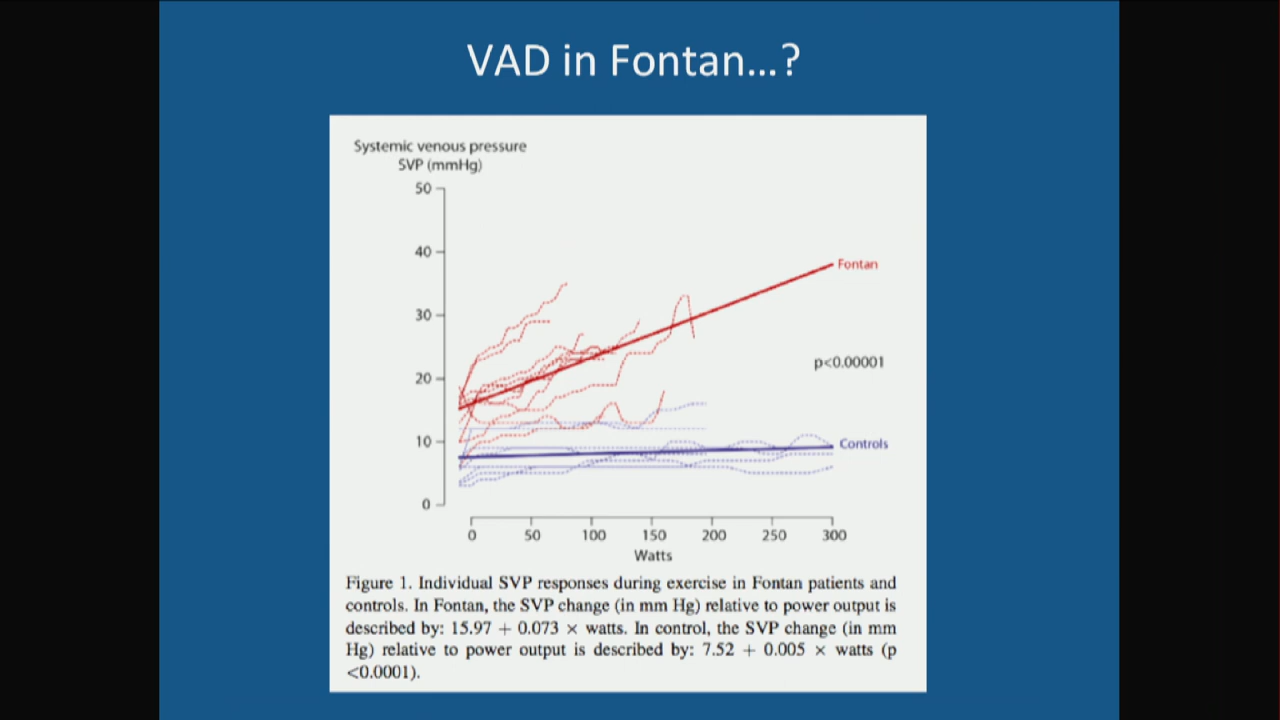 VAD in Fontan...?
Systemic venous pressure
SVP (mmHg)
50
40
30
20
10
0
Fontan
p<0.00001
Controls
0 50 100 150 200 250 300
Watts
Figure 1. Individual SVP responses during exercise in Fontan patients and
controls. In Fontan, the SVP change (in mm Hg) relative to power output is
described by: 15.97 + 0.073 × watts. In control, the SVP change (in mm
Hg) relative to power output is described by: 7.52 + 0.005 × watts (p
<0.0001).